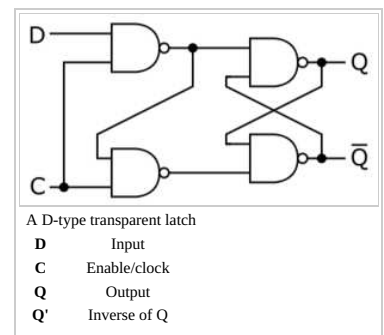 D
Q
C
Q̅
A D-type transparent latch
D Input
C Enable/clock
Q Output
Q' Inverse of Q